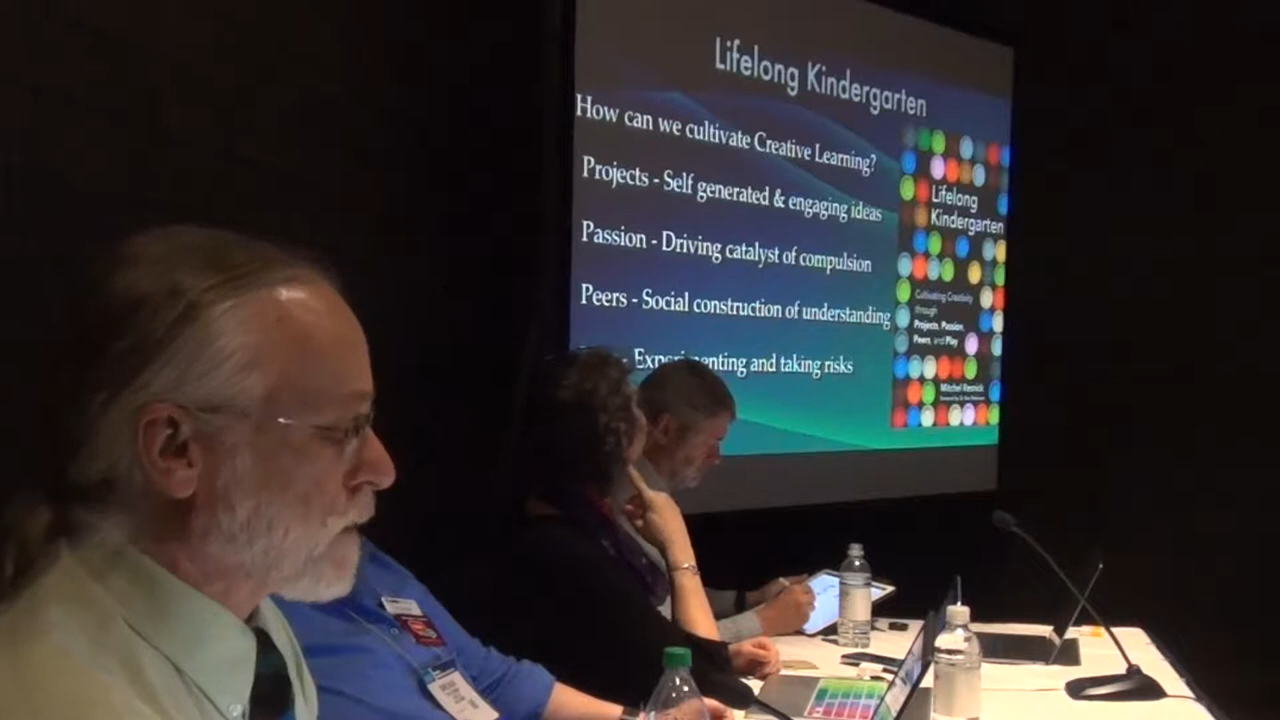 Lifelong Kindergarten
How can we cultivate Creative Learning?
Projects - Self generated & engaging ideas
Passion - Driving catalyst of compulsion
Peers - Social construction of understanding
- Experimenting and taking risks
Lifelong
Kindergarten
Cultivating Creativity
through
Projects, Passion,
Peers, and Play
Mitchel Resnick